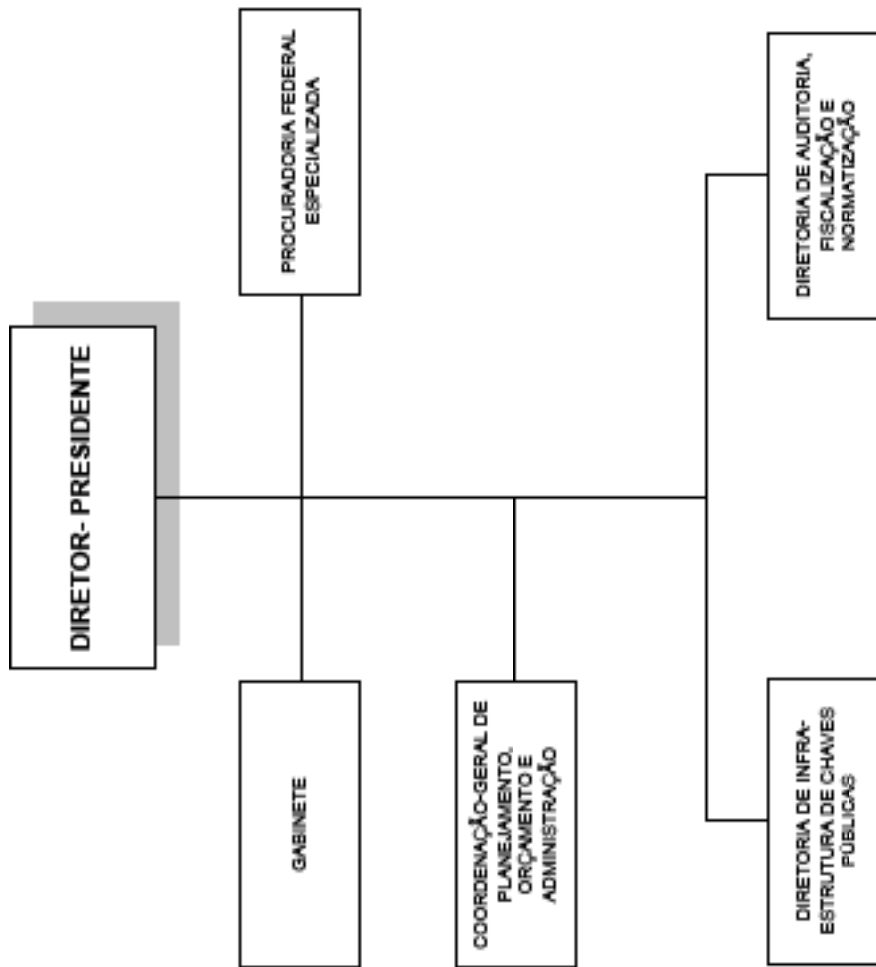 DIRETOR- PRESIDENTE
GABINETE
PROCURADORIA FEDERAL
ESPECIALIZADA
COORDENAÇÃO-GERAL DE
PLANEJAMENTO,
ORÇAMENTO E
ADMINISTRAÇÃO
DIRETORIA DE INFRA-
ESTRUTURA DE CHAVES
PÚBLICAS
DIRETORIA DE AUDITORIA,
FISCALIZAÇÃO E
NORMATIZAÇÃO